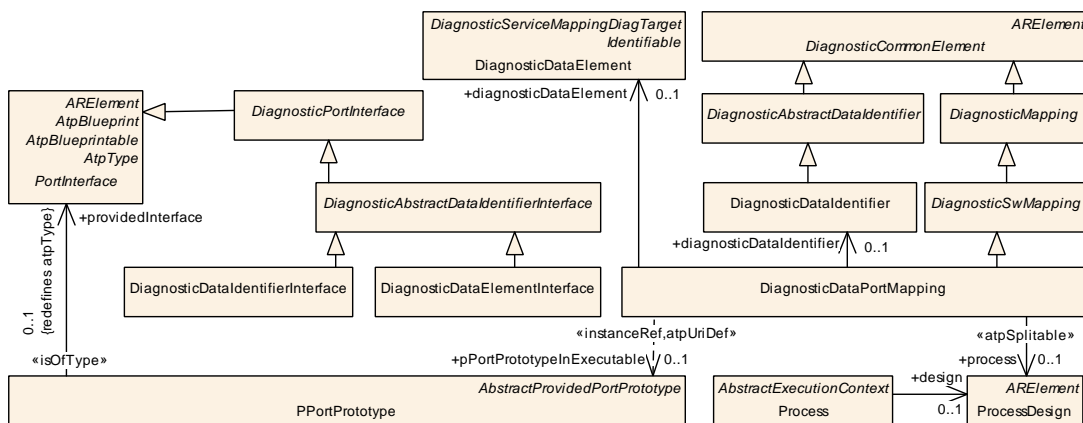 DiagnosticServiceMappingDiagTarget
Identifiable
DiagnosticDataElement
ARElement
DiagnosticCommonElement
+diagnosticDataElement 0..1
ARElement
AtpBlueprint
AtpBlueprintable
AtpType
PortInterface
DiagnosticPortInterface
DiagnosticAbstractDataIdentifier
DiagnosticMapping
DiagnosticAbstractDataIdentifierInterface
DiagnosticDataIdentifier
DiagnosticSwMapping
+providedInterface
0..1
{redefines atpType}
+diagnosticDataIdentifier 0..1
DiagnosticDataIdentifierInterface
DiagnosticDataElementInterface
DiagnosticDataPortMapping
«isOfType»
«instanceRef,atpUriDef»
«atpSplitable»
+pPortPrototypeInExecutable 0..1
+process 0..1
AbstractProvidedPortPrototype
PPortPrototype
AbstractExecutionContext
Process
+design
0..1
ARElement
ProcessDesign